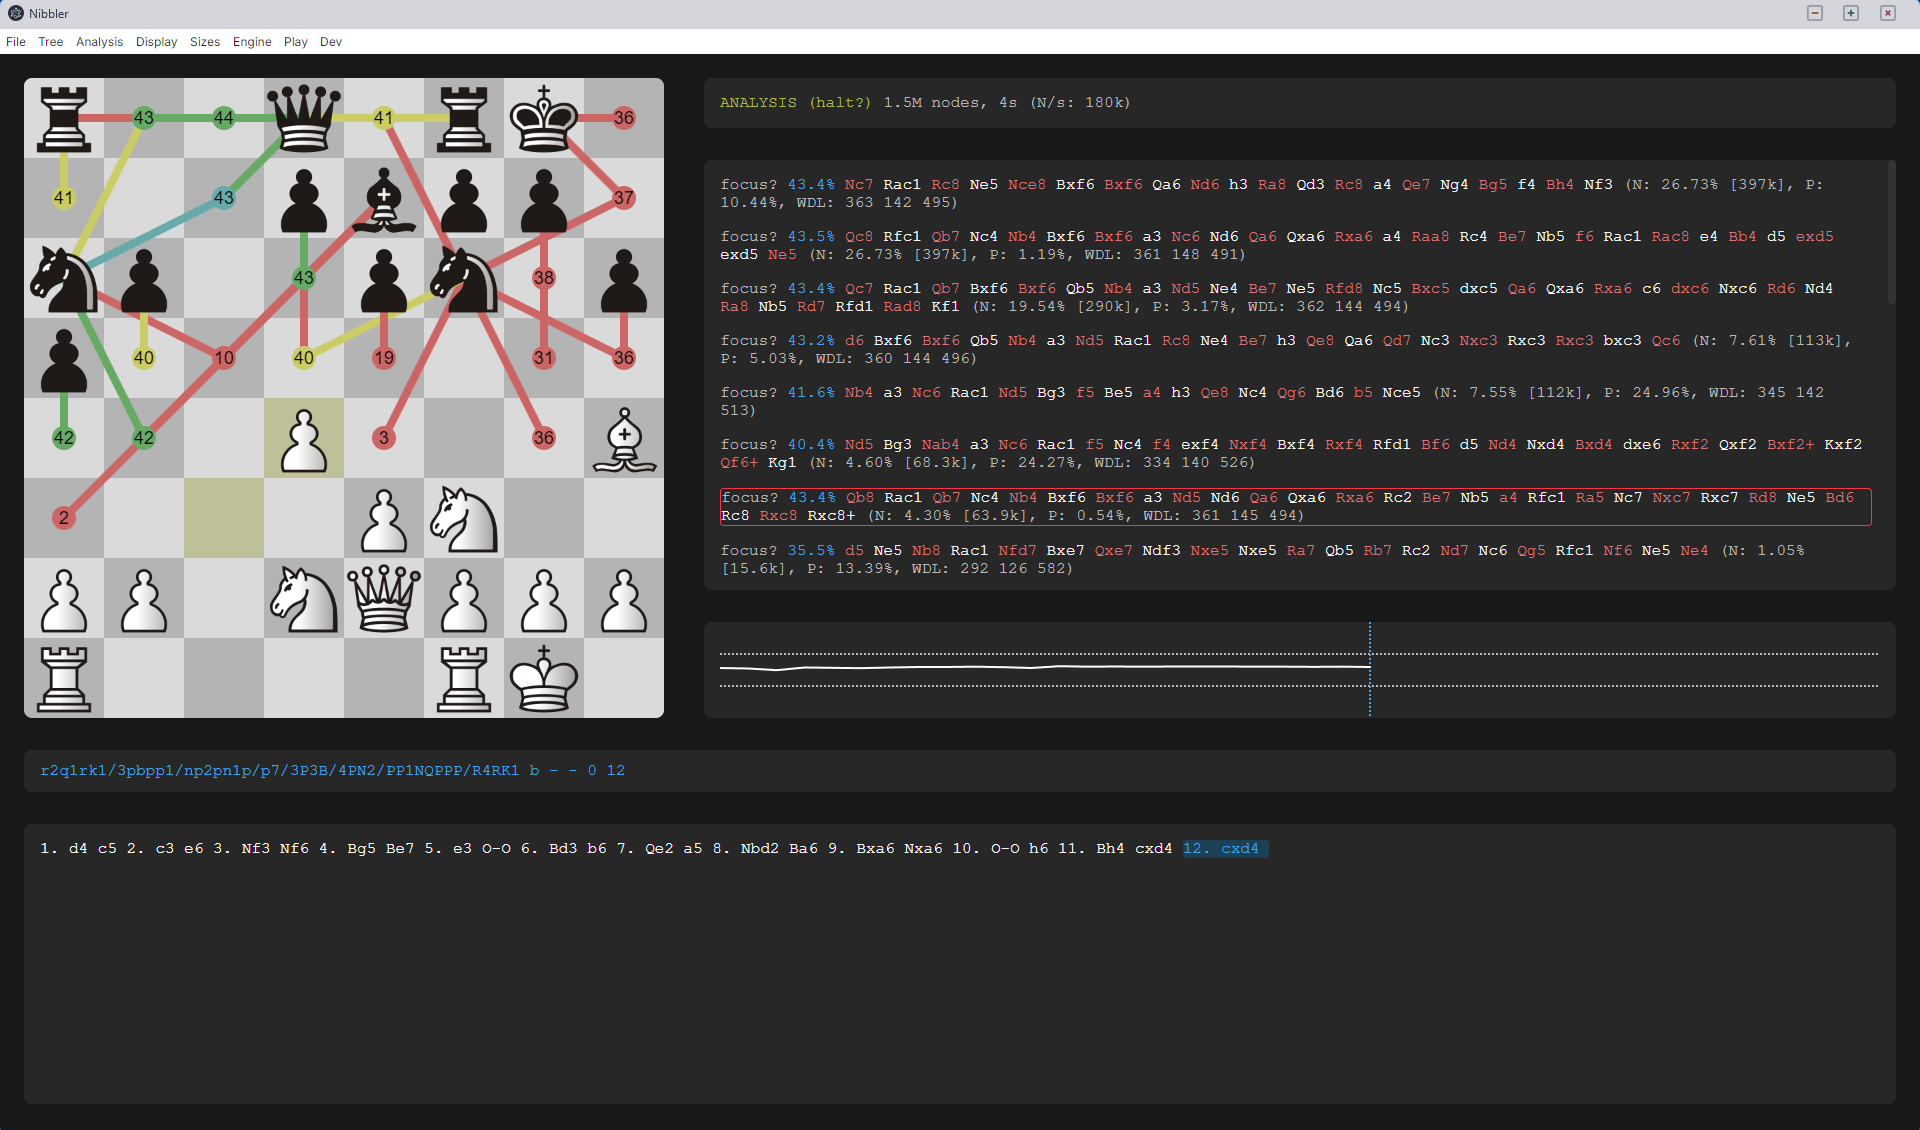 Nibbler
File Tree Analysis Display Sizes Engine Play Dev
43 44 41 36
41 43 37
43 38
40 10 40 19 31 36
42 42 3 36
2
ANALYSIS (halt?) 1.5M nodes, 4s (N/s: 180k)
focus? 43.4% Nc7 Rac1 Rc8 Ne5 Nce8 Bxf6 Bxf6 Qa6 Nd6 h3 Ra8 Qd3 Rc8 a4 Qe7 Ng4 Bg5 f4 Bh4 Nf3 (N: 26.73% [397k], P:
10.44%, WDL: 363 142 495)
focus? 43.5% Qc8 Rfc1 Qb7 Nc4 Nb4 Bxf6 Bxf6 a3 Nc6 Nd6 Qa6 Qxa6 Rxa6 a4 Raa8 Rc4 Be7 Nb5 f6 Rac1 Rac8 e4 Bb4 d5 exd5
exd5 Ne5 (N: 26.73% [397k], P: 1.19%, WDL: 361 148 491)
focus? 43.4% Qc7 Rac1 Qb7 Bxf6 Bxf6 Qb5 Nb4 a3 Nd5 Ne4 Be7 Ne5 Rfd8 Nc5 Bxc5 dxc5 Qa6 Qxa6 Rxa6 c6 dxc6 Nxc6 Rd6 Nd4
Ra8 Nb5 Rd7 Rfd1 Rad8 Kf1 (N: 19.54% [290k], P: 3.17%, WDL: 362 144 494)
focus? 43.2% d6 Bxf6 Bxf6 Qb5 Nb4 a3 Nd5 Rac1 Rc8 Ne4 Be7 h3 Qe8 Qa6 Qd7 Nc3 Nxc3 Rxc3 Rxc3 bxc3 Qc6 (N: 7.61% [113k],
P: 5.03%, WDL: 360 144 496)
focus? 41.6% Nb4 a3 Nc6 Rac1 Nd5 Bg3 f5 Be5 a4 h3 Qe8 Nc4 Qg6 Bd6 b5 Nce5 (N: 7.55% [112k], P: 24.96%, WDL: 345 142
513)
focus? 40.4% Nd5 Bg3 Nab4 a3 Nc6 Rac1 f5 Nc4 f4 exf4 Nxf4 Bxf4 Rxf4 Rfd1 Bf6 d5 Nd4 Nxd4 Bxd4 dxe6 Rxf2 Qxf2 Bxf2+ Kxf2
Qf6+ Kg1 (N: 4.60% [68.3k], P: 24.27%, WDL: 334 140 526)
focus? 43.4% Qb8 Rac1 Qb7 Nc4 Nb4 Bxf6 Bxf6 a3 Nd5 Nd6 Qa6 Qxa6 Rxa6 Rc2 Be7 Nb5 a4 Rfc1 Ra5 Nc7 Nxc7 Rxc7 Rd8 Ne5 Bd6
Rc8 Rxc8 Rxc8+ (N: 4.30% [63.9k], P: 0.54%, WDL: 361 145 494)
focus? 35.5% d5 Ne5 Nb8 Rac1 Nfd7 Bxe7 Qxe7 Ndf3 Nxe5 Nxe5 Ra7 Qb5 Rb7 Rc2 Nd7 Nc6 Qg5 Rfc1 Nf6 Ne5 Ne4 (N: 1.05%
[15.6k], P: 13.39%, WDL: 292 126 582)
r2q1rk1/3pbpp1/np2pn1p/p7/3P3B/4PN2/PP1NQPPP/R4RK1 b - - 0 12
1. d4 c5 2. c3 e6 3. Nf3 Nf6 4. Bg5 Be7 5. e3 O-O 6. Bd3 b6 7. Qe2 a5 8. Nbd2 Ba6 9. Bxa6 Nxa6 10. O-O h6 11. Bh4 cxd4 12. cxd4